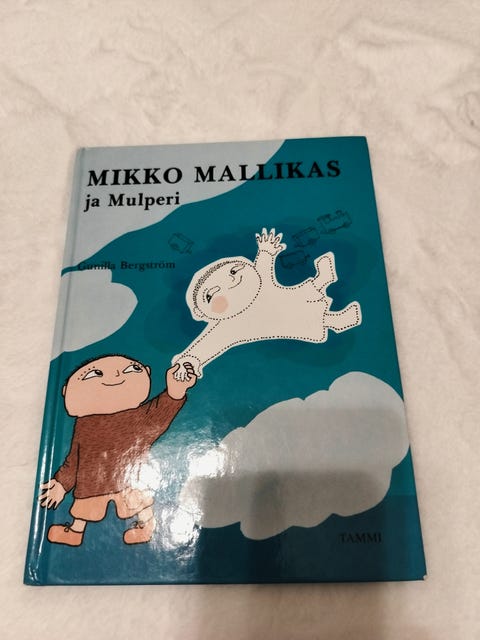 MIKKO MALLIKAS
ja Mulperi
Gunilla Bergström
TAMMI